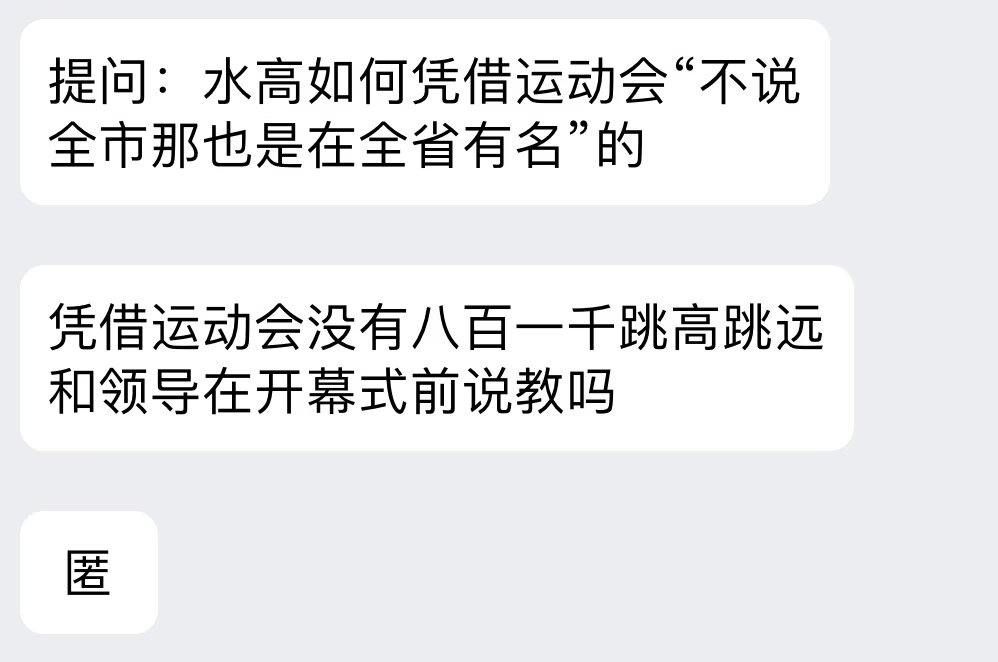 提问：水高如何凭借运动会“不说
全市那也是在全省有名”的
凭借运动会没有八百一千跳高跳远
和领导在开幕式前说教吗
匿